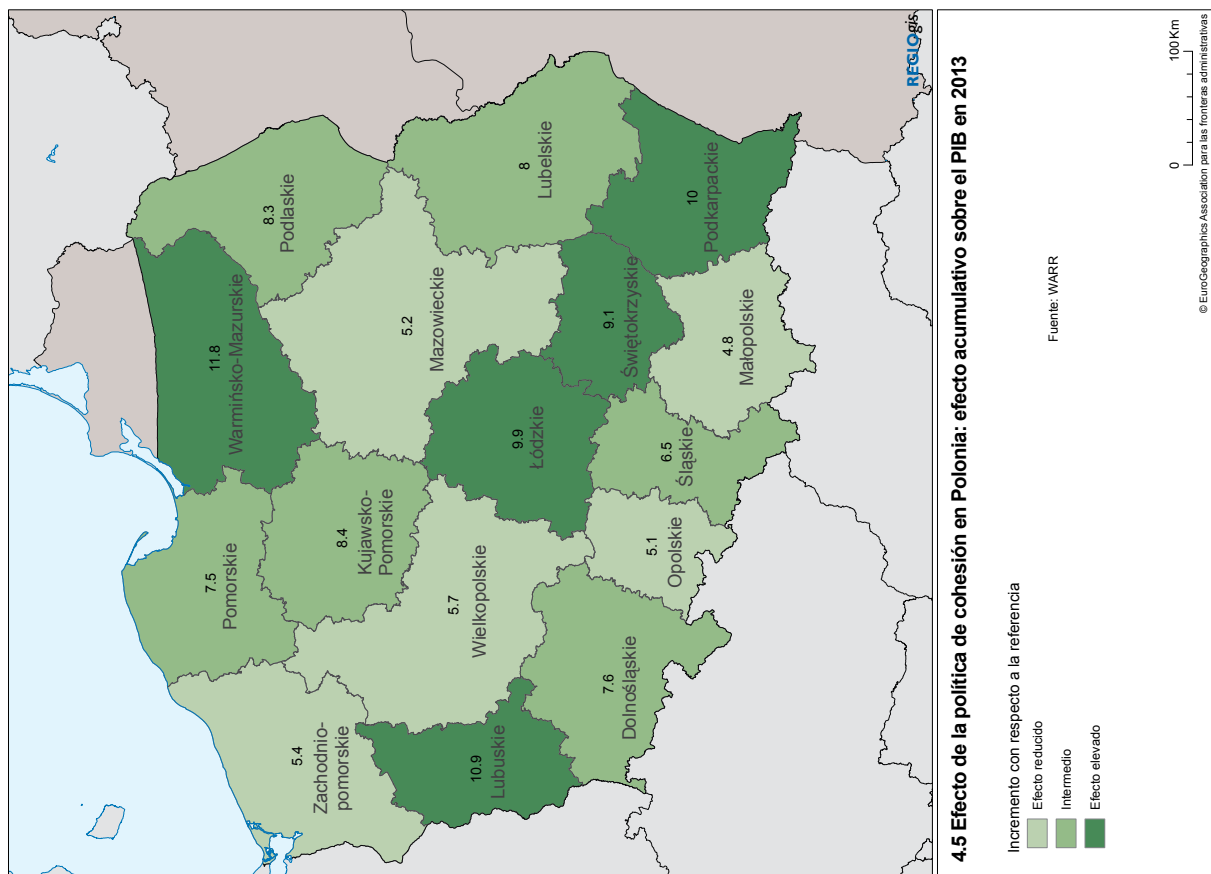 11.8
Warmińsko-Mazurskie
8.3
Podlaskie
7.5
Pomorskie
5.4
Zachodnio-
pomorskie
8.4
Kujawsko-
Pomorskie
5.2
Mazowieckie
5.7
Wielkopolskie
10.9
Lubuskie
9.9
Łódzkie
8
Lubelskie
7.6
Dolnośląskie
5.1
Opolskie
6.5
Śląskie
9.1
Świętokrzyskie
10
Podkarpackie
4.8
Małopolskie
REGIOgis
4.5 Efecto de la política de cohesión en Polonia: efecto acumulativo sobre el PIB en 2013
Incremento con respecto a la referencia
Efecto reducido
Intermedio
Efecto elevado
Fuente: WARR
0 100 Km
© EuroGeographics Association para las fronteras administrativas